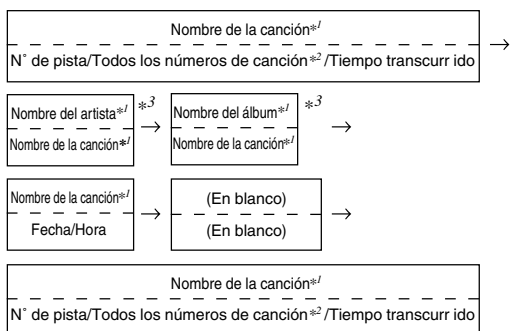 Nombre de la canción*1
N° de pista/Todos los números de canción*2 /Tiempo transcurr ido
Nombre del artista*1
Nombre de la canción*1
*3
Nombre del álbum*1
Nombre de la canción*1
*3
Nombre de la canción*1
Fecha/Hora
(En blanco)
(En blanco)
Nombre de la canción*1
N° de pista/Todos los números de canción*2 /Tiempo transcurr ido